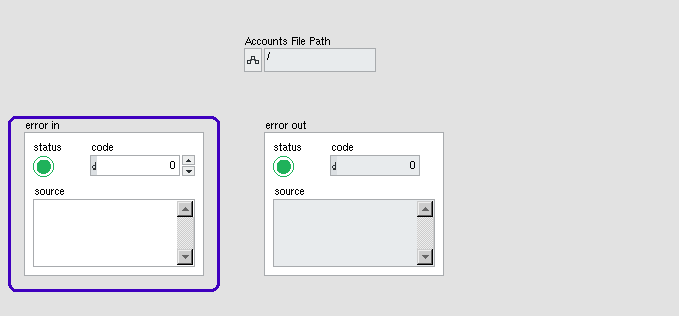 Accounts File Path
/
error in
status code
d 0
source
error out
status code
d 0
source